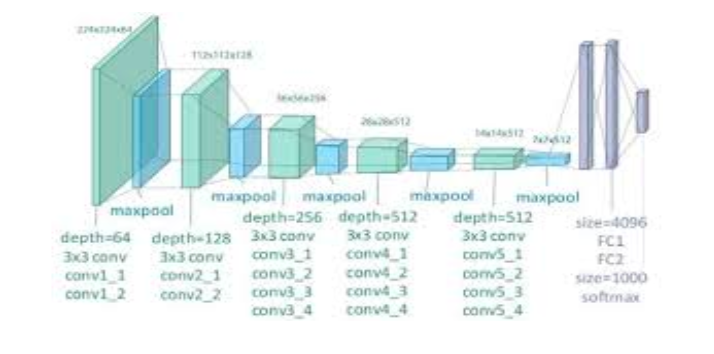 224x224x64
112x112x128
56x56x256
28x28x512
14x14x512
7x7x512
maxpool
maxpool
maxpool
maxpool
maxpool
depth=64
3x3 conv
conv1_1
conv1_2
depth=128
3x3 conv
conv2_1
conv2_2
depth=256
3x3 conv
conv3_1
conv3_2
conv3_3
conv3_4
depth=512
3x3 conv
conv4_1
conv4_2
conv4_3
conv4_4
depth=512
3x3 conv
conv5_1
conv5_2
conv5_3
conv5_4
size=4096
FC1
FC2
size=1000
softmax